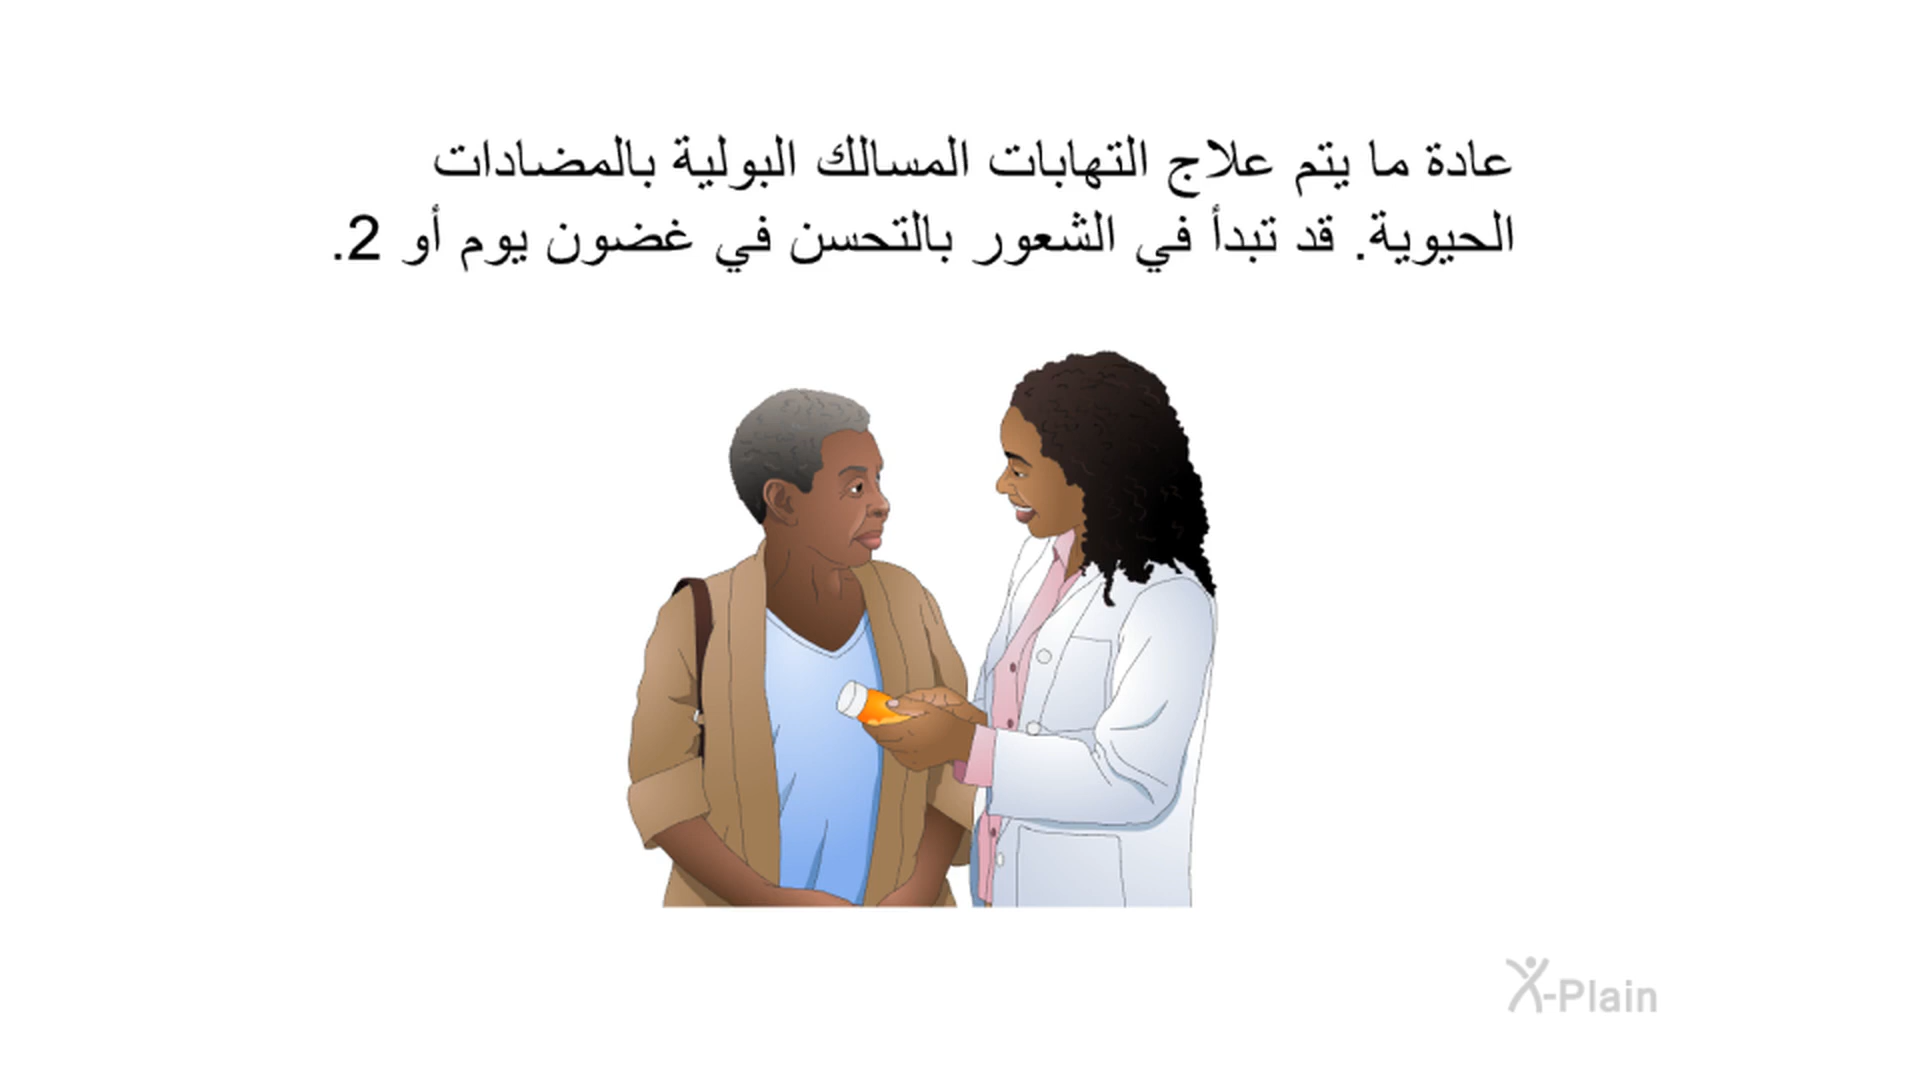 عادة ما يتم علاج التهابات المسالك البولية بالمضادات
الحيوية. قد تبدأ في الشعور بالتحسن في غضون يوم أو 2.
X-Plain